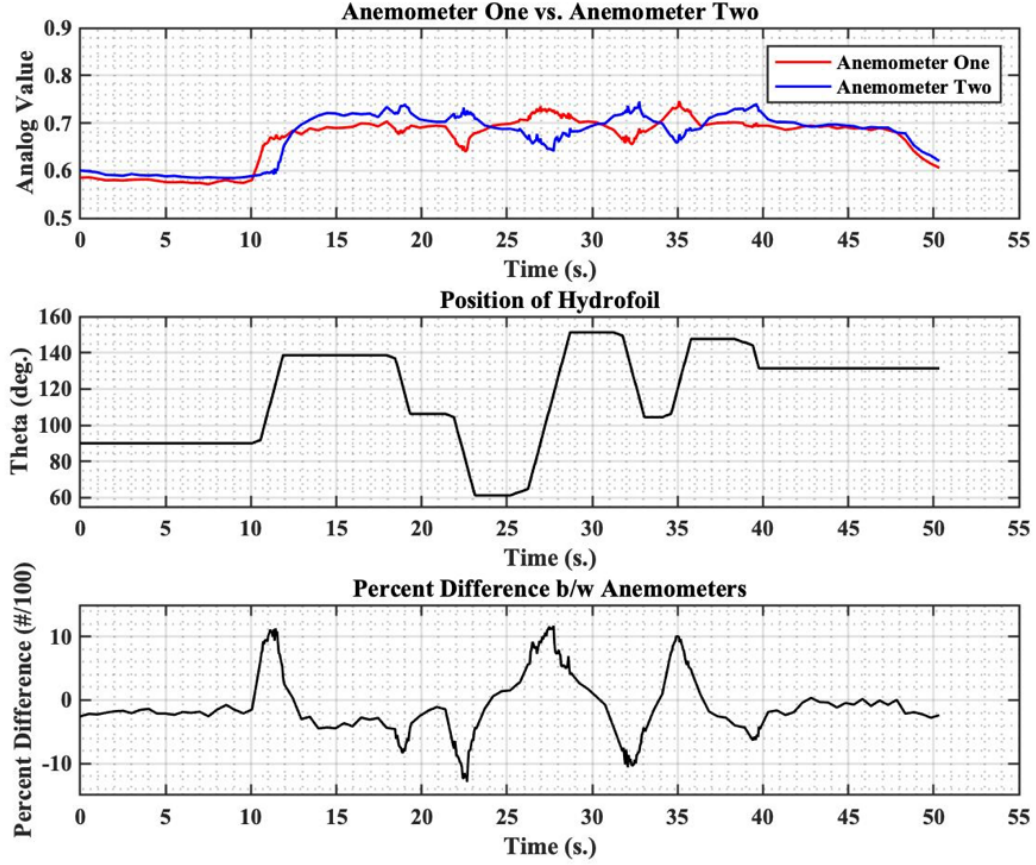 Anemometer One vs. Anemometer Two
Analog Value
0.9
0.8
0.7
0.6
0.5
Anemometer One
Anemometer Two
0 5 10 15 20 25 30 35 40 45 50 55
Time (s.)
Position of Hydrofoil
Theta (deg.)
160
140
120
100
80
60
0 5 10 15 20 25 30 35 40 45 50 55
Time (s.)
Percent Difference b/w Anemometers
Percent Difference (#/100)
10
0
-10
0 5 10 15 20 25 30 35 40 45 50 55
Time (s.)